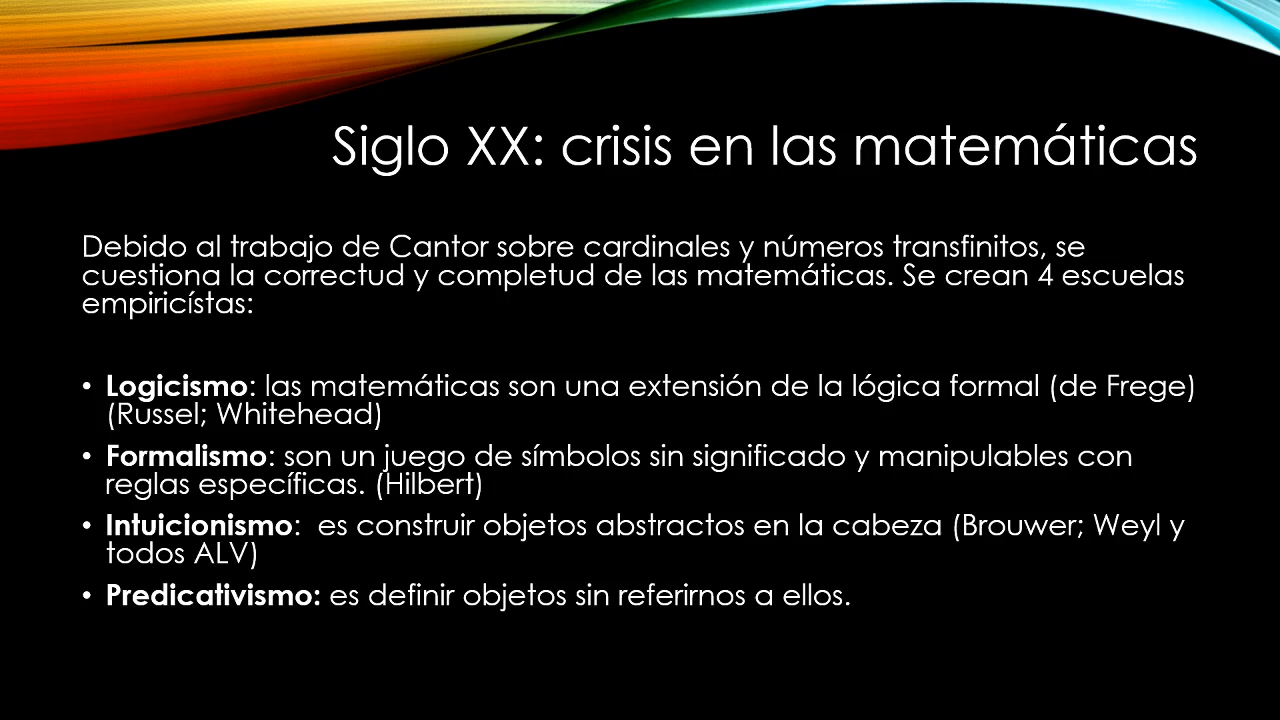 Siglo XX: crisis en las matemáticas
Debido al trabajo de Cantor sobre cardinales y números transfinitos, se
cuestiona la correctud y completud de las matemáticas. Se crean 4 escuelas
empiricístas:
• Logicismo: las matemáticas son una extensión de la lógica formal (de Frege)
(Russel; Whitehead)
• Formalismo: son un juego de símbolos sin significado y manipulables con
reglas específicas. (Hilbert)
• Intuicionismo:  es construir objetos abstractos en la cabeza (Brouwer; Weyl y
todos ALV)
• Predicativismo: es definir objetos sin referirnos a ellos.